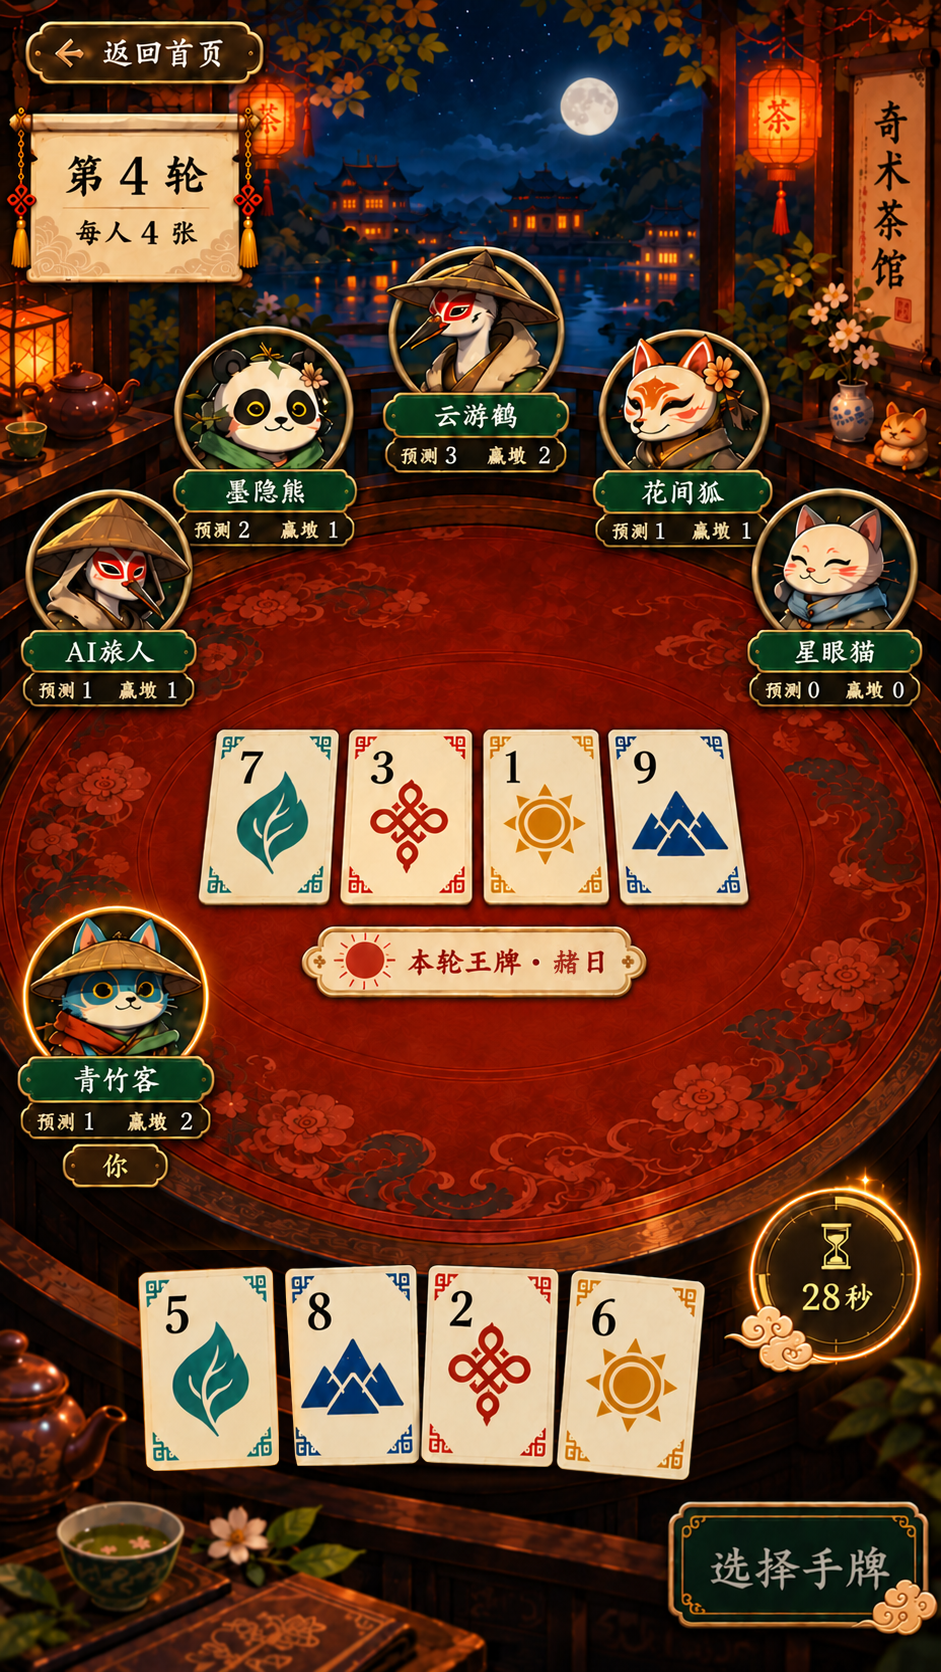 返回首页
茶
茶
奇术茶馆
第4轮
每人4张
云游鹤
预测3 赢墩2
墨隐熊
预测2 赢墩1
花间狐
预测1 赢墩1
AI旅人
预测1 赢墩1
星眼猫
预测0 赢墩0
7
3
1
9
本轮王牌·赭日
青竹客
预测1 赢墩2
你
28秒
5
8
2
6
选择手牌